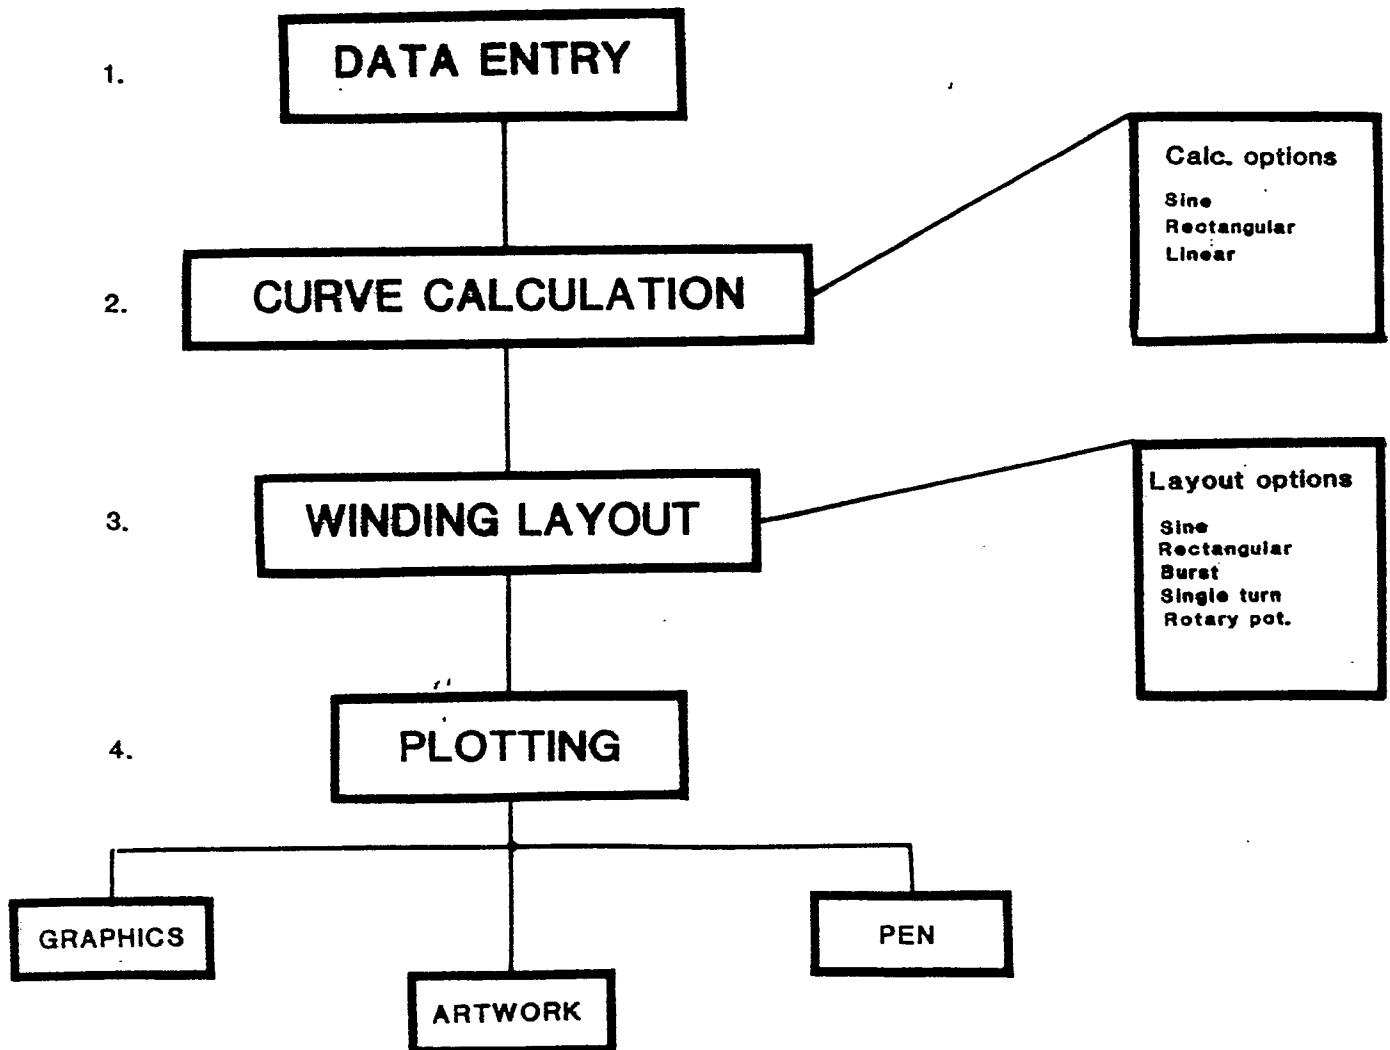 1.
DATA ENTRY
2.
CURVE CALCULATION
Calc. options
Sine
Rectangular
Linear
3.
WINDING LAYOUT
Layout options
Sine
Rectangular
Burst
Single turn
Rotary pot.
4.
PLOTTING
GRAPHICS
ARTWORK
PEN